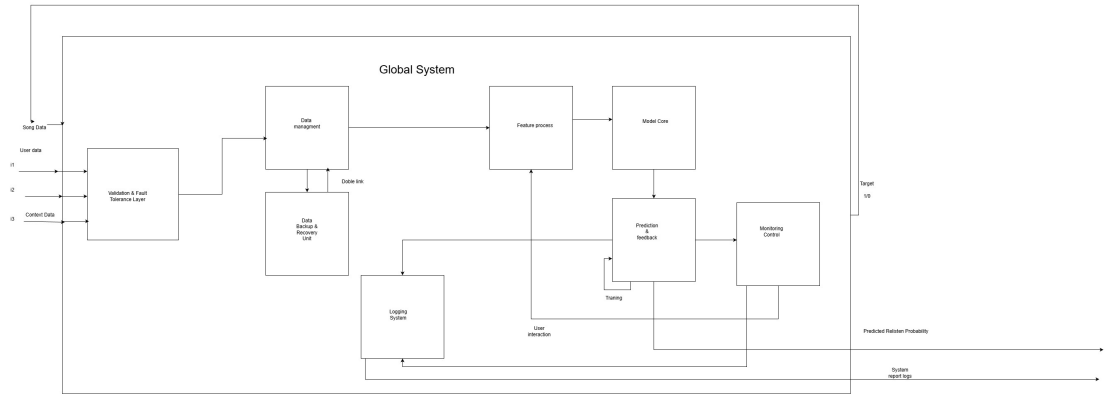 Global System
Song Data
User data
I1
I2
I3
Content Data
Validation & Fault
Tolerance Layer
Data
managment
Doble link
Data
Backup &
Recovery
Unit
Feature process
Model Core
Prediction
&
feedback
Monitoring
Control
Training
Logging
System
User
interaction
Target
1/0
Predicted Relisten Probability
System
report logs